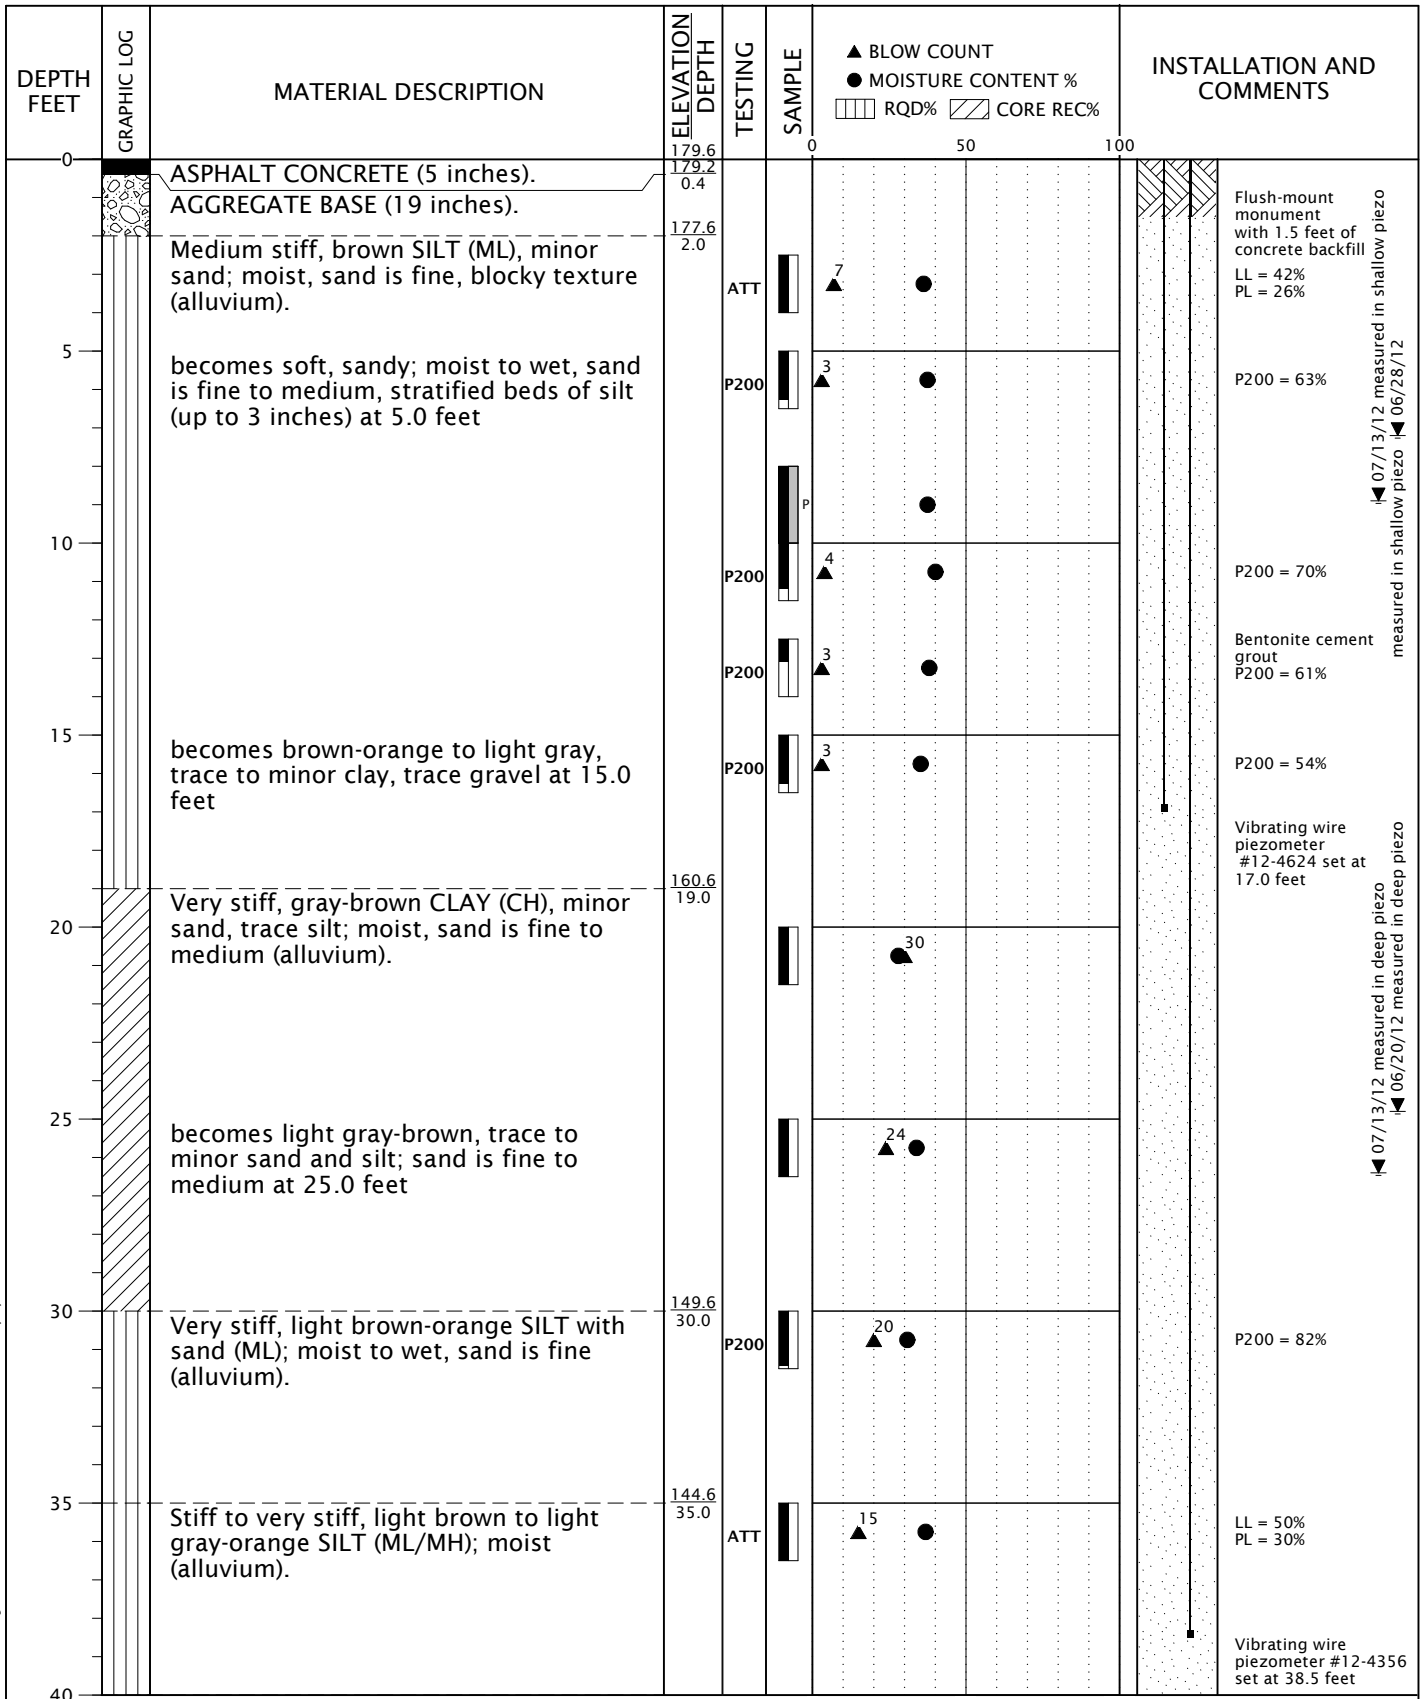 DEPTH
FEET
GRAPHIC LOG
MATERIAL DESCRIPTION
ELEVATION
DEPTH
TESTING
SAMPLE
▲ BLOW COUNT
● MOISTURE CONTENT %
RQD% CORE REC%
INSTALLATION AND
COMMENTS
0 50 100
0
179.6
ASPHALT CONCRETE (5 inches).
179.2
0.4
AGGREGATE BASE (19 inches).
Flush-mount
monument
with 1.5 feet of
concrete backfill
177.6
2.0
Medium stiff, brown SILT (ML), minor
sand; moist, sand is fine, blocky texture
(alluvium).
ATT
7
LL = 42%
PL = 26%
07/13/12 measured in shallow piezo
measured in shallow piezo 06/28/12
5
becomes soft, sandy; moist to wet, sand
is fine to medium, stratified beds of silt
(up to 3 inches) at 5.0 feet
P200
3
P200 = 63%
P
10
P200
4
P200 = 70%
P200
3
Bentonite cement
grout
P200 = 61%
15
becomes brown-orange to light gray,
trace to minor clay, trace gravel at 15.0
feet
P200
3
P200 = 54%
Vibrating wire
piezometer
#12-4624 set at
17.0 feet
160.6
19.0
Very stiff, gray-brown CLAY (CH), minor
sand, trace silt; moist, sand is fine to
medium (alluvium).
20
30
07/13/12 measured in deep piezo
06/20/12 measured in deep piezo
25
becomes light gray-brown, trace to
minor sand and silt; sand is fine to
medium at 25.0 feet
24
30
149.6
30.0
Very stiff, light brown-orange SILT with
sand (ML); moist to wet, sand is fine
(alluvium).
P200
20
P200 = 82%
35
144.6
35.0
Stiff to very stiff, light brown to light
gray-orange SILT (ML/MH); moist
(alluvium).
ATT
15
LL = 50%
PL = 30%
Vibrating wire
piezometer #12-4356
set at 38.5 feet
40